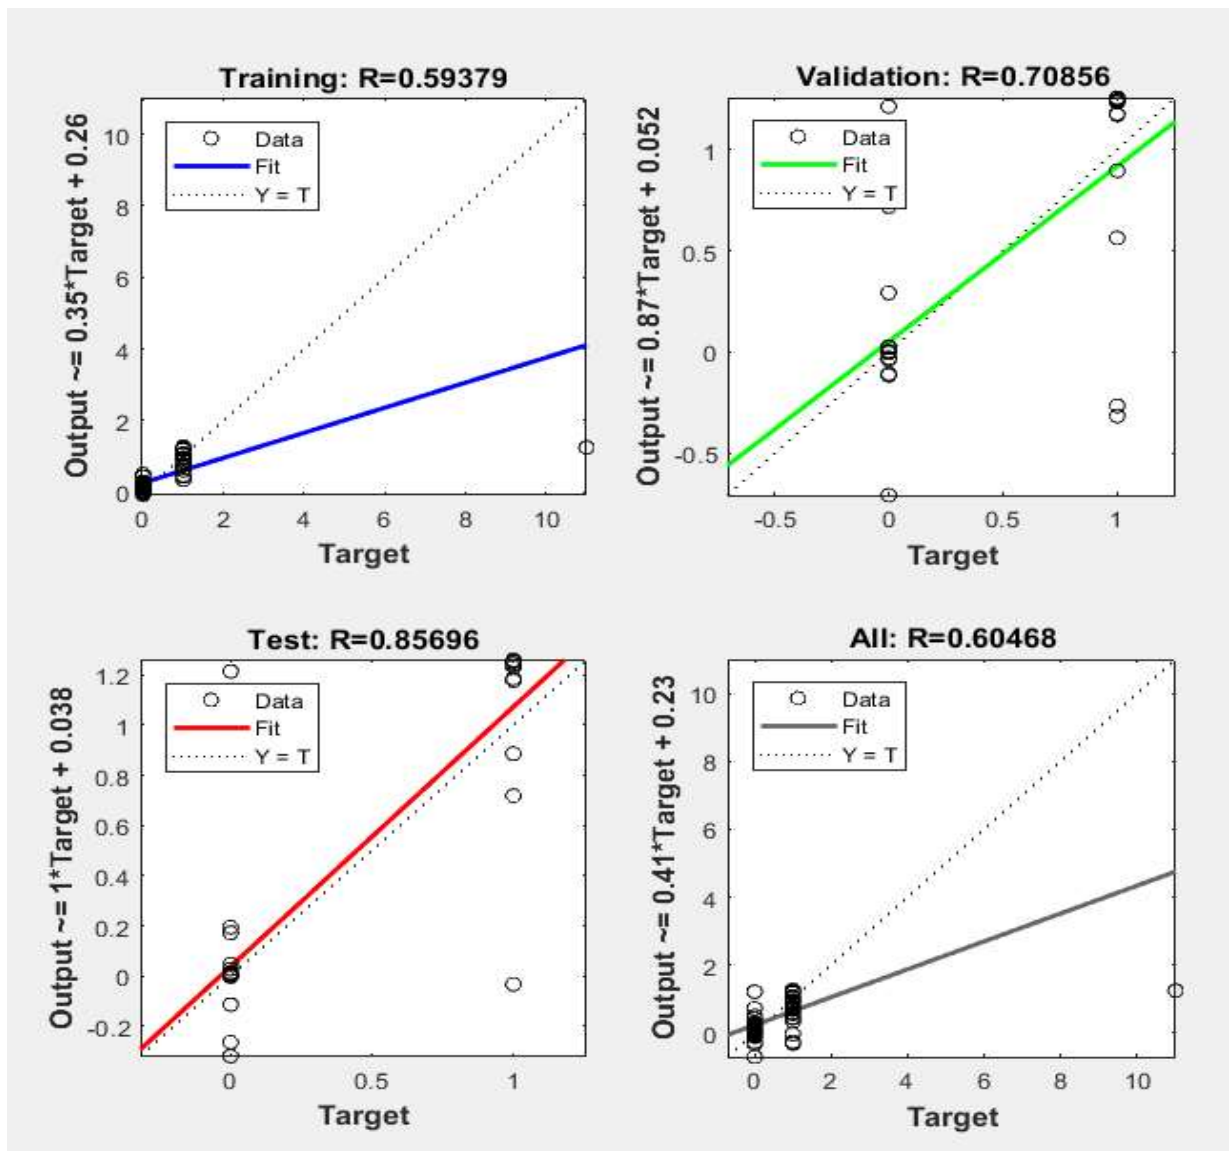 Training: R=0.59379
Output ~= 0.35*Target + 0.26
10
8
6
4
2
0
Data
Fit
Y = T
0 2 4 6 8 10
Target
Validation: R=0.70856
Output ~= 0.87*Target + 0.052
1
0.5
0
-0.5
Data
Fit
Y = T
-0.5 0 0.5 1
Target
Test: R=0.85696
Output ~= 1*Target + 0.038
1.2
1
0.8
0.6
0.4
0.2
0
-0.2
Data
Fit
Y = T
0 0.5 1
Target
All: R=0.60468
Output ~= 0.41*Target + 0.23
10
8
6
4
2
0
Data
Fit
Y = T
0 2 4 6 8 10
Target